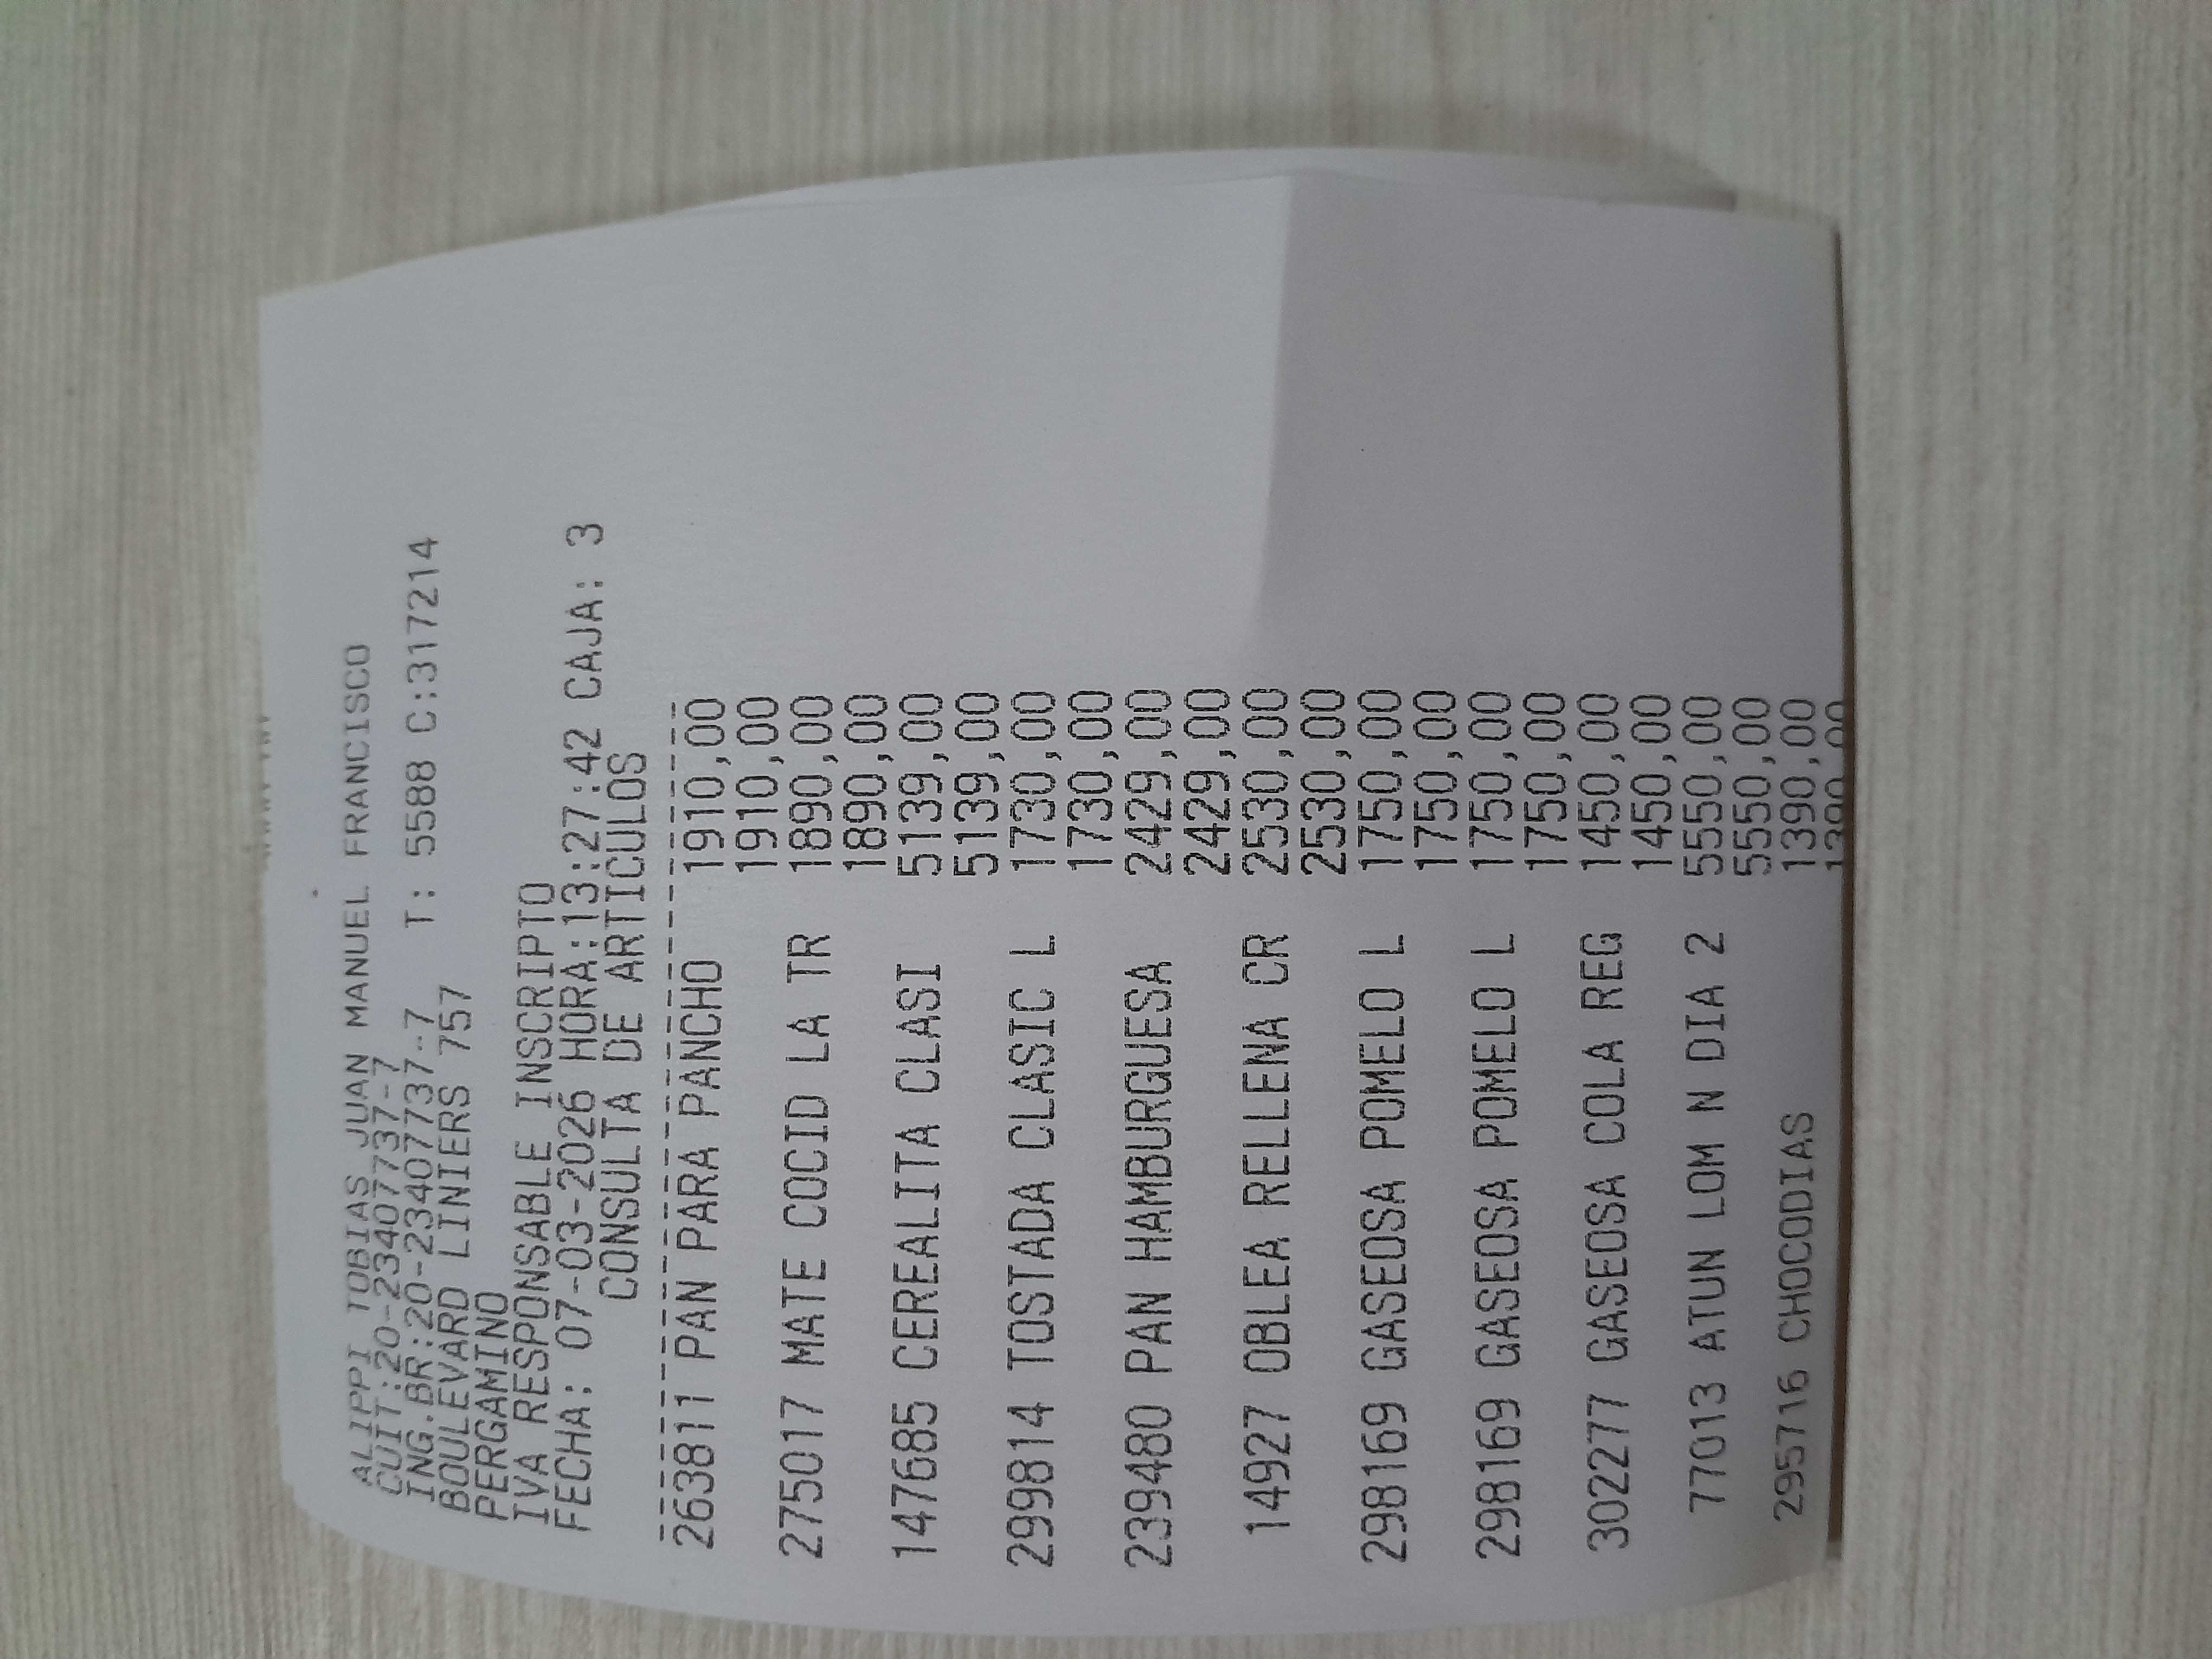 ALIPPI TOBIAS JUAN MANUEL FRANCISCO
CUIT:20-23407737-7
ING.BR:20-23407737-7 T: 5588 C:317214
BOULEVARD LINIERS 757
PERGAMINO
IVA RESPONSABLE INSCRIPTO
FECHA: 07-03-2026 HORA:13:27:42 CAJA: 3
CONSULTA DE ARTICULOS
263811 PAN PARA PANCHO 1910,00
1910,00
275017 MATE COCID LA TR 1890,00
1890,00
147685 CEREALITA CLASI 5139,00
5139,00
299814 TOSTADA CLASIC L 1730,00
1730,00
239480 PAN HAMBURGUESA 2429,00
2429,00
14927 OBLEA RELLENA CR 2530,00
2530,00
298169 GASEOSA POMELO L 1750,00
1750,00
298169 GASEOSA POMELO L 1750,00
1750,00
302277 GASEOSA COLA REG 1450,00
1450,00
77013 ATUN LOM N DIA 2 5550,00
5550,00
295716 CHOCODIAS 1390,00
1390,00